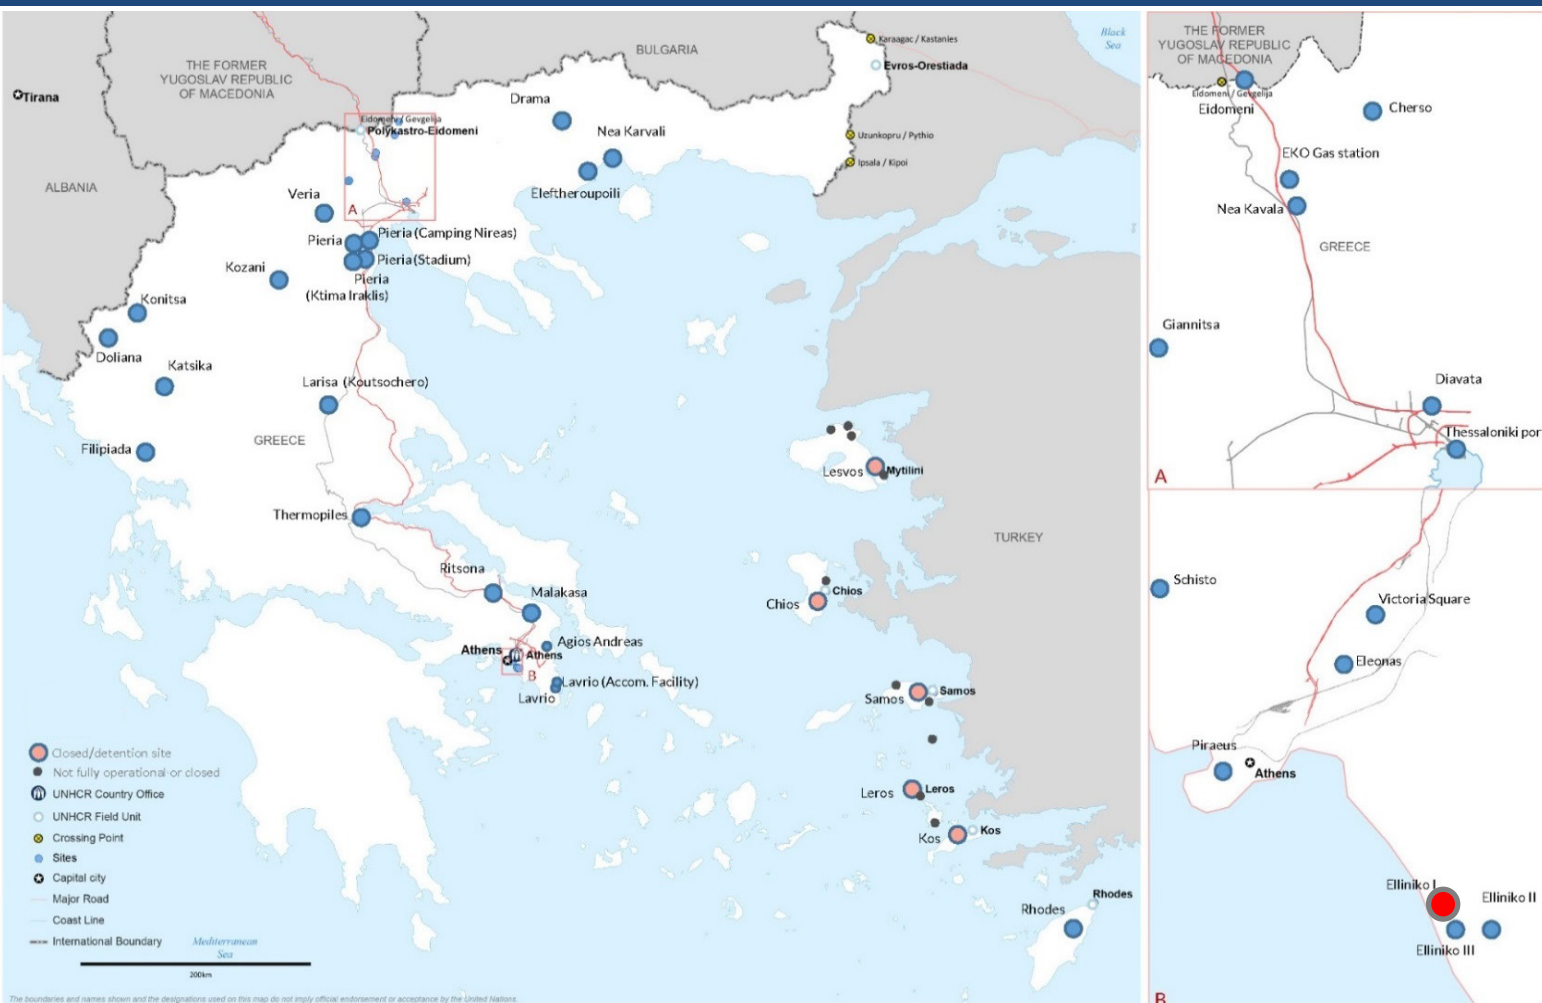 THE FORMER
YUGOSLAV REPUBLIC
OF MACEDONIA
BULGARIA
Black
Sea
Karaagac / Kastanies
Evros-Orestiada
Tirana
Drama
Eidomeni / Gevgelija
Polykastro-Eidomeni
Nea Karvali
Uzunkopru / Pythio
Ipsala / Kipoi
ALBANIA
Veria
A
Eleftheroupoili
Pieria
Pieria (Camping Nireas)
Pieria (Stadium)
Kozani
Pieria
(Ktima Iraklis)
Konitsa
Doliana
Katsika
Larisa (Koutsochero)
GREECE
Filipiada
Lesvos
Mytilini
Thermopiles
TURKEY
Ritsona
Malakasa
Chios
Chios
Athens
Athens
Agios Andreas
B
Lavrio (Accom. Facility)
Lavrio
Samos
Samos
Leros
Leros
Kos
Kos
Rhodes
Rhodes
Closed/detention site
Not fully operational or closed
UNHCR Country Office
UNHCR Field Unit
Crossing Point
Sites
Capital city
Major Road
Coast Line
International Boundary
Mediterranean
Sea
200km
The boundaries and names shown and the designations used on this map do not imply official endorsement or acceptance by the United Nations.
THE FORMER
YUGOSLAV REPUBLIC
OF MACEDONIA
Eidomeni / Gevgelija
Eidomeni
Cherso
EKO Gas station
Nea Kavala
GREECE
Giannitsa
Diavata
Thessaloniki por
A
Schisto
Victoria Square
Eleonas
Piraeus
Athens
Elliniko I
Elliniko II
Elliniko III
B